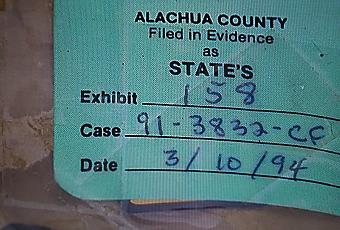 ALACHUA COUNTY
Filed in Evidence
as
STATE'S
Exhibit 158
Case 91-3832-CF
Date 3/10/94